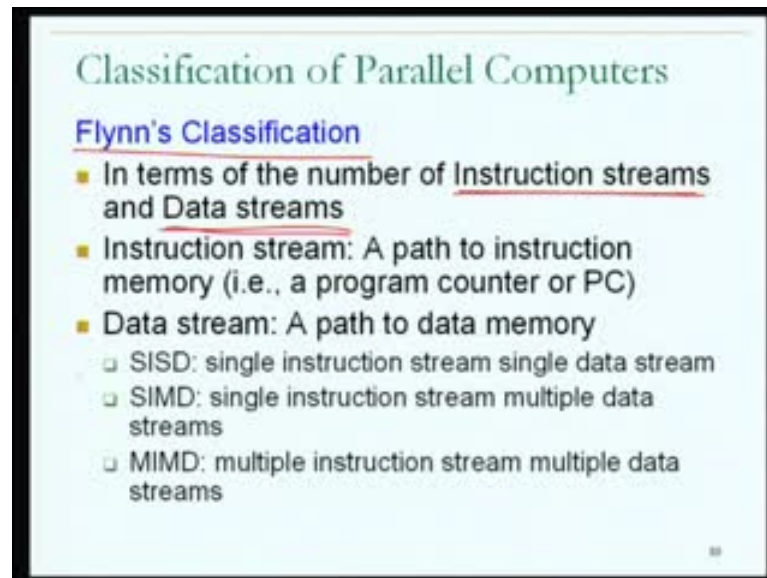 Classification of Parallel Computers
Flynn's Classification
In terms of the number of Instruction streams
and Data streams
Instruction stream: A path to instruction
memory (i.e., a program counter or PC)
Data stream: A path to data memory
SISD: single instruction stream single data stream
SIMD: single instruction stream multiple data
streams
MIMD: multiple instruction stream multiple data
streams